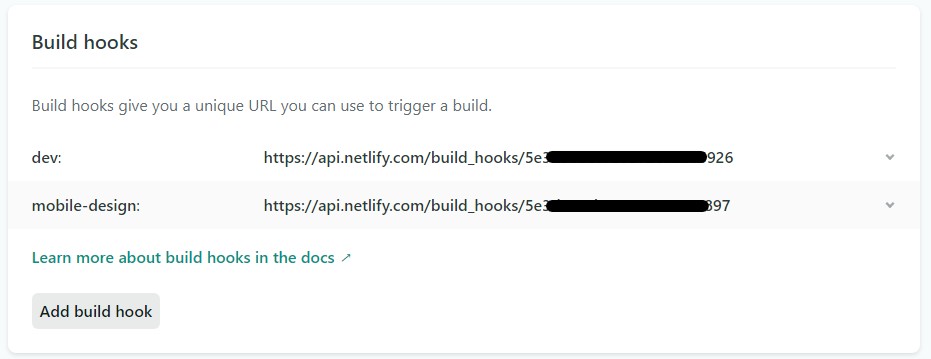 Build hooks
Build hooks give you a unique URL you can use to trigger a build.
dev: https://api.netlify.com/build_hooks/5e3 926
mobile-design: https://api.netlify.com/build_hooks/5e3 397
Learn more about build hooks in the docs ↗
Add build hook